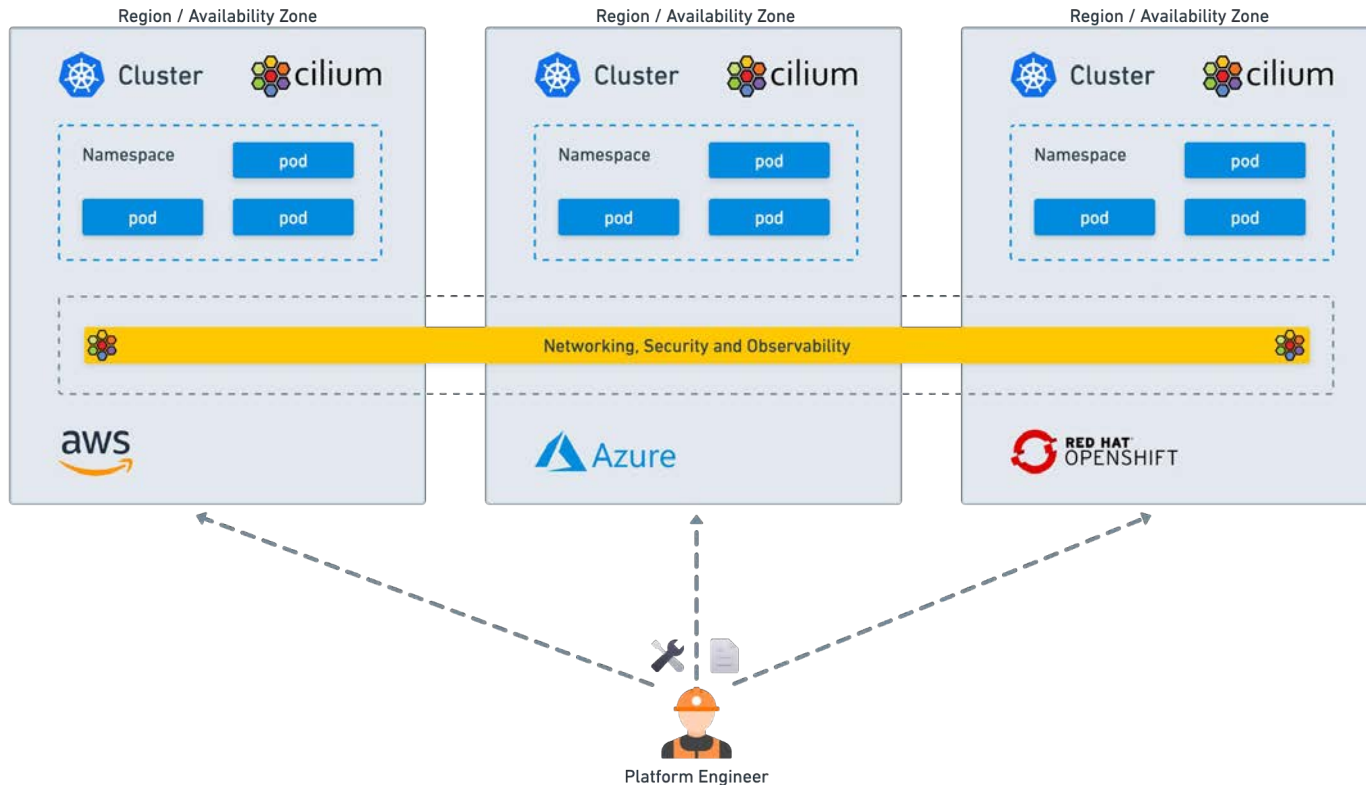 Region / Availability Zone
Region / Availability Zone
Region / Availability Zone
Cluster
cilium
Cluster
cilium
Cluster
cilium
Namespace
pod
pod
pod
Namespace
pod
pod
pod
Namespace
pod
pod
pod
Networking, Security and Observability
aws
Azure
RED HAT
OPENSHIFT
Platform Engineer